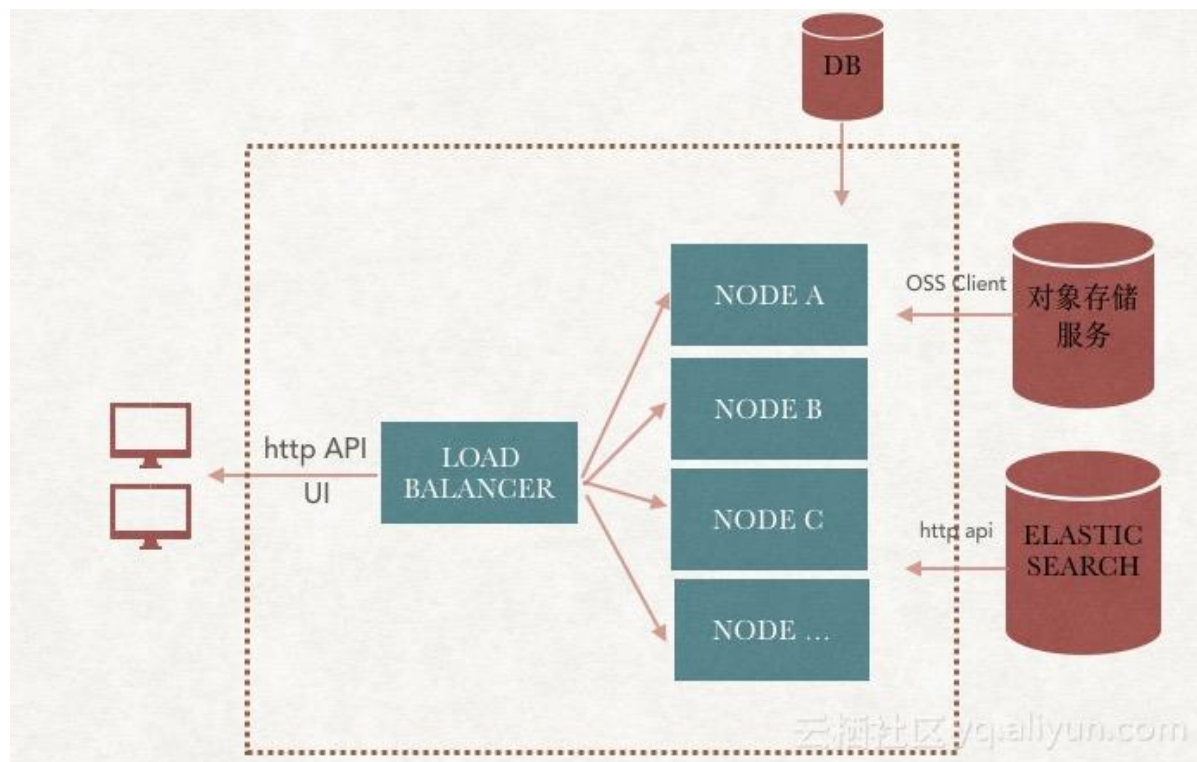 DB
NODE A
OSS Client
对象存储
服务
NODE B
http API
UI
LOAD
BALANCER
NODE C
http api
ELASTIC
SEARCH
NODE ...
云栖社区 yq.aliyun.com